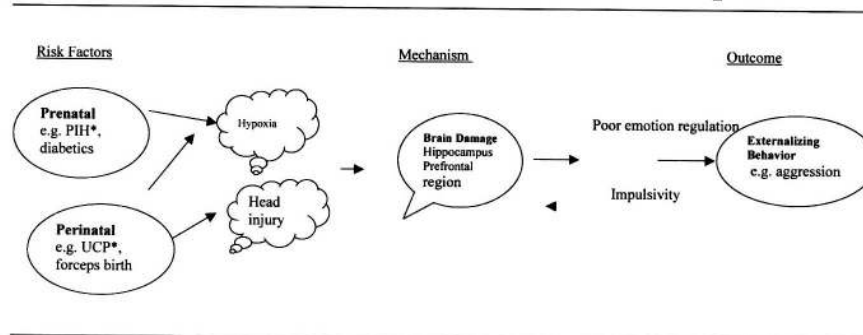 Risk Factors
Mechanism
Outcome
Prenatal
e.g. PIH*,
diabetics
Hypoxia
Perinatal
e.g. UCP*,
forceps birth
Head
injury
Brain Damage
Hippocampus
Prefrontal
region
Poor emotion regulation
Impulsivity
Externalizing
Behavior
e.g. aggression